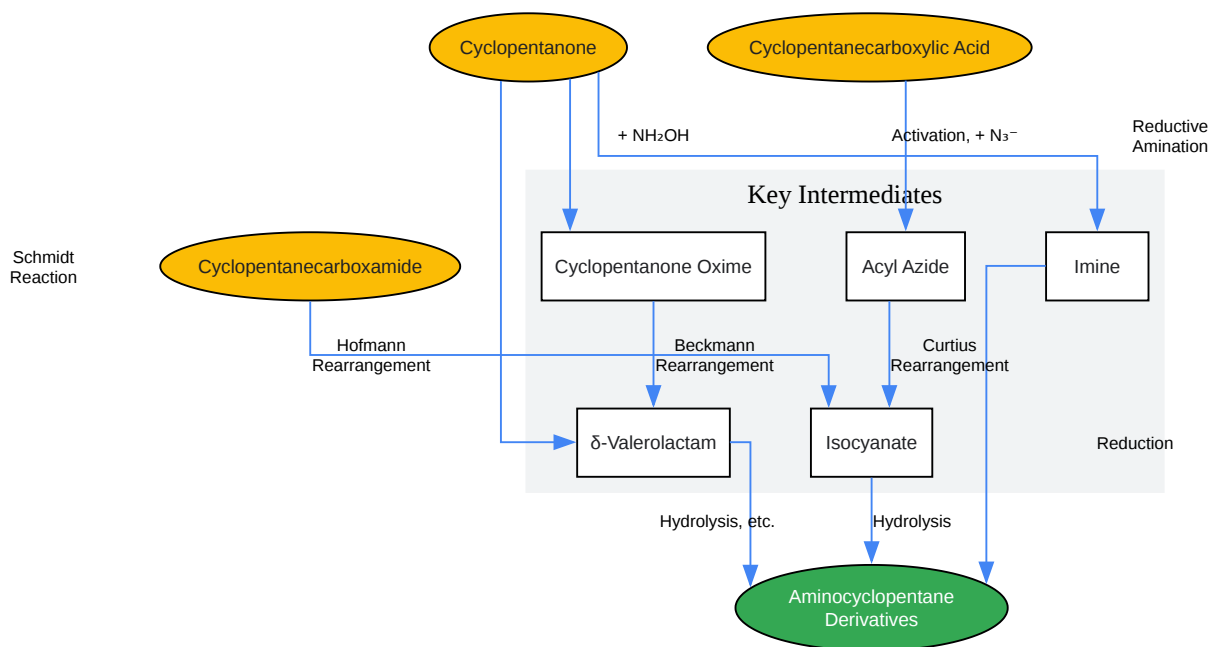 Cyclopentanone
Cyclopentanecarboxylic Acid
+ NH₂OH
Activation, + N₃⁻
Reductive
Amination
Key Intermediates
Schmidt
Reaction
Cyclopentanecarboxamide
Cyclopentanone Oxime
Acyl Azide
Imine
Hofmann
Rearrangement
Beckmann
Rearrangement
Curtius
Rearrangement
δ-Valerolactam
Isocyanate
Reduction
Hydrolysis, etc.
Hydrolysis
Aminocyclopentane
Derivatives